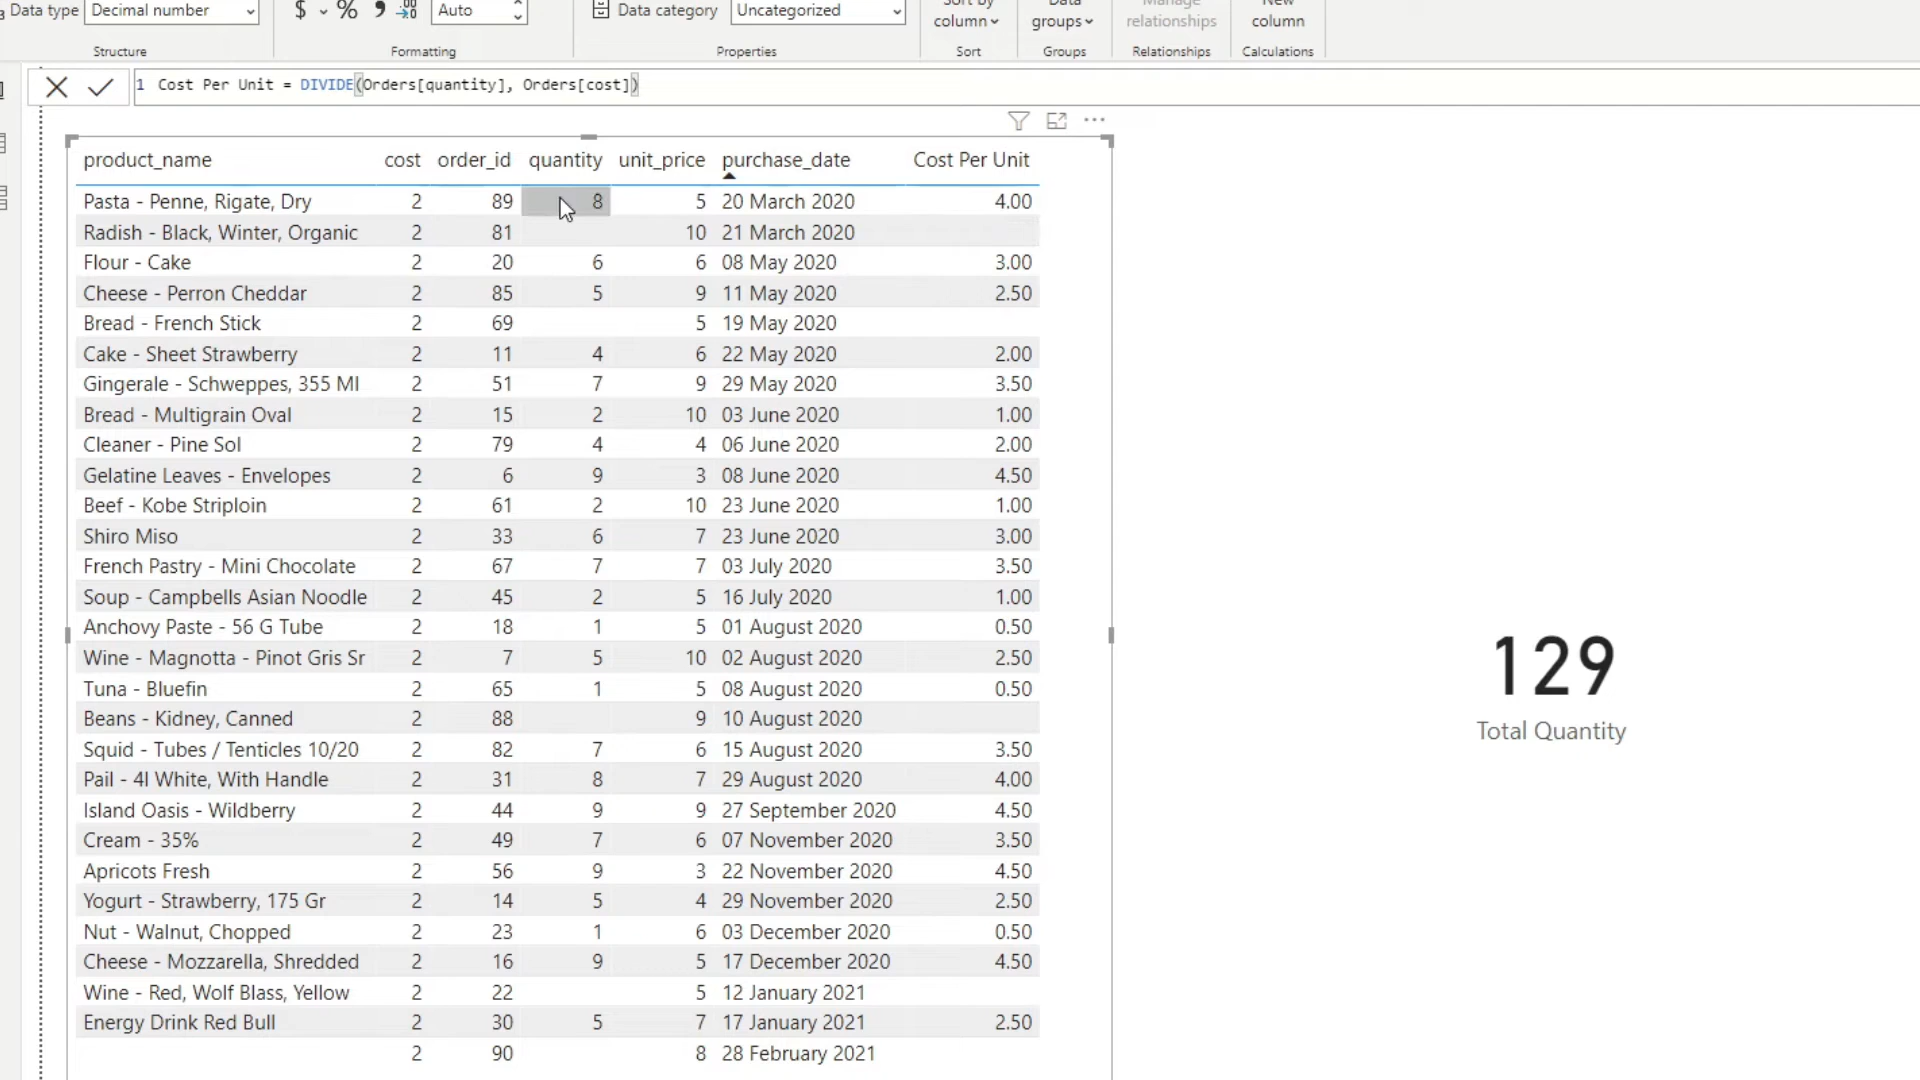 Data type Decimal number
$ % 9 Auto
Data category Uncategorized
column
groups
Manage
relationships
New
column
Structure Formatting Properties Sort Groups Relationships Calculations
1 Cost Per Unit = DIVIDE(Orders[quantity], Orders[cost])
product_name cost order_id quantity unit_price purchase_date Cost Per Unit
Pasta - Penne, Rigate, Dry 2 89 8 5 20 March 2020 4.00
Radish - Black, Winter, Organic 2 81 10 21 March 2020
Flour - Cake 2 20 6 6 08 May 2020 3.00
Cheese - Perron Cheddar 2 85 5 9 11 May 2020 2.50
Bread - French Stick 2 69 5 19 May 2020
Cake - Sheet Strawberry 2 11 4 6 22 May 2020 2.00
Gingerale - Schweppes, 355 Ml 2 51 7 9 29 May 2020 3.50
Bread - Multigrain Oval 2 15 2 10 03 June 2020 1.00
Cleaner - Pine Sol 2 79 4 4 06 June 2020 2.00
Gelatine Leaves - Envelopes 2 6 9 3 08 June 2020 4.50
Beef - Kobe Striploin 2 61 2 10 23 June 2020 1.00
Shiro Miso 2 33 6 7 23 June 2020 3.00
French Pastry - Mini Chocolate 2 67 7 7 03 July 2020 3.50
Soup - Campbells Asian Noodle 2 45 2 5 16 July 2020 1.00
Anchovy Paste - 56 G Tube 2 18 1 5 01 August 2020 0.50
Wine - Magnotta - Pinot Gris Sr 2 7 5 10 02 August 2020 2.50
Tuna - Bluefin 2 65 1 5 08 August 2020 0.50
Beans - Kidney, Canned 2 88 9 10 August 2020
Squid - Tubes / Tenticles 10/20 2 82 7 6 15 August 2020 3.50
Pail - 4l White, With Handle 2 31 8 7 29 August 2020 4.00
Island Oasis - Wildberry 2 44 9 9 27 September 2020 4.50
Cream - 35% 2 49 7 6 07 November 2020 3.50
Apricots Fresh 2 56 9 3 22 November 2020 4.50
Yogurt - Strawberry, 175 Gr 2 14 5 4 29 November 2020 2.50
Nut - Walnut, Chopped 2 23 1 6 03 December 2020 0.50
Cheese - Mozzarella, Shredded 2 16 9 5 17 December 2020 4.50
Wine - Red, Wolf Blass, Yellow 2 22 5 12 January 2021
Energy Drink Red Bull 2 30 5 7 17 January 2021 2.50
2 90 8 28 February 2021
129
Total Quantity